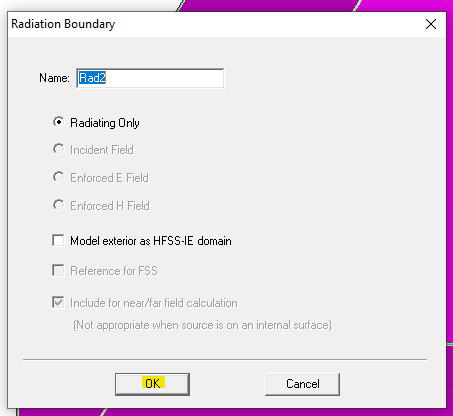 Radiation Boundary
Name: Rad2
Radiating Only
Incident Field
Enforced E Field
Enforced H Field
Model exterior as HFSS-IE domain
Reference for FSS
Include for near/far field calculation
(Not appropriate when source is on an internal surface)
OK Cancel